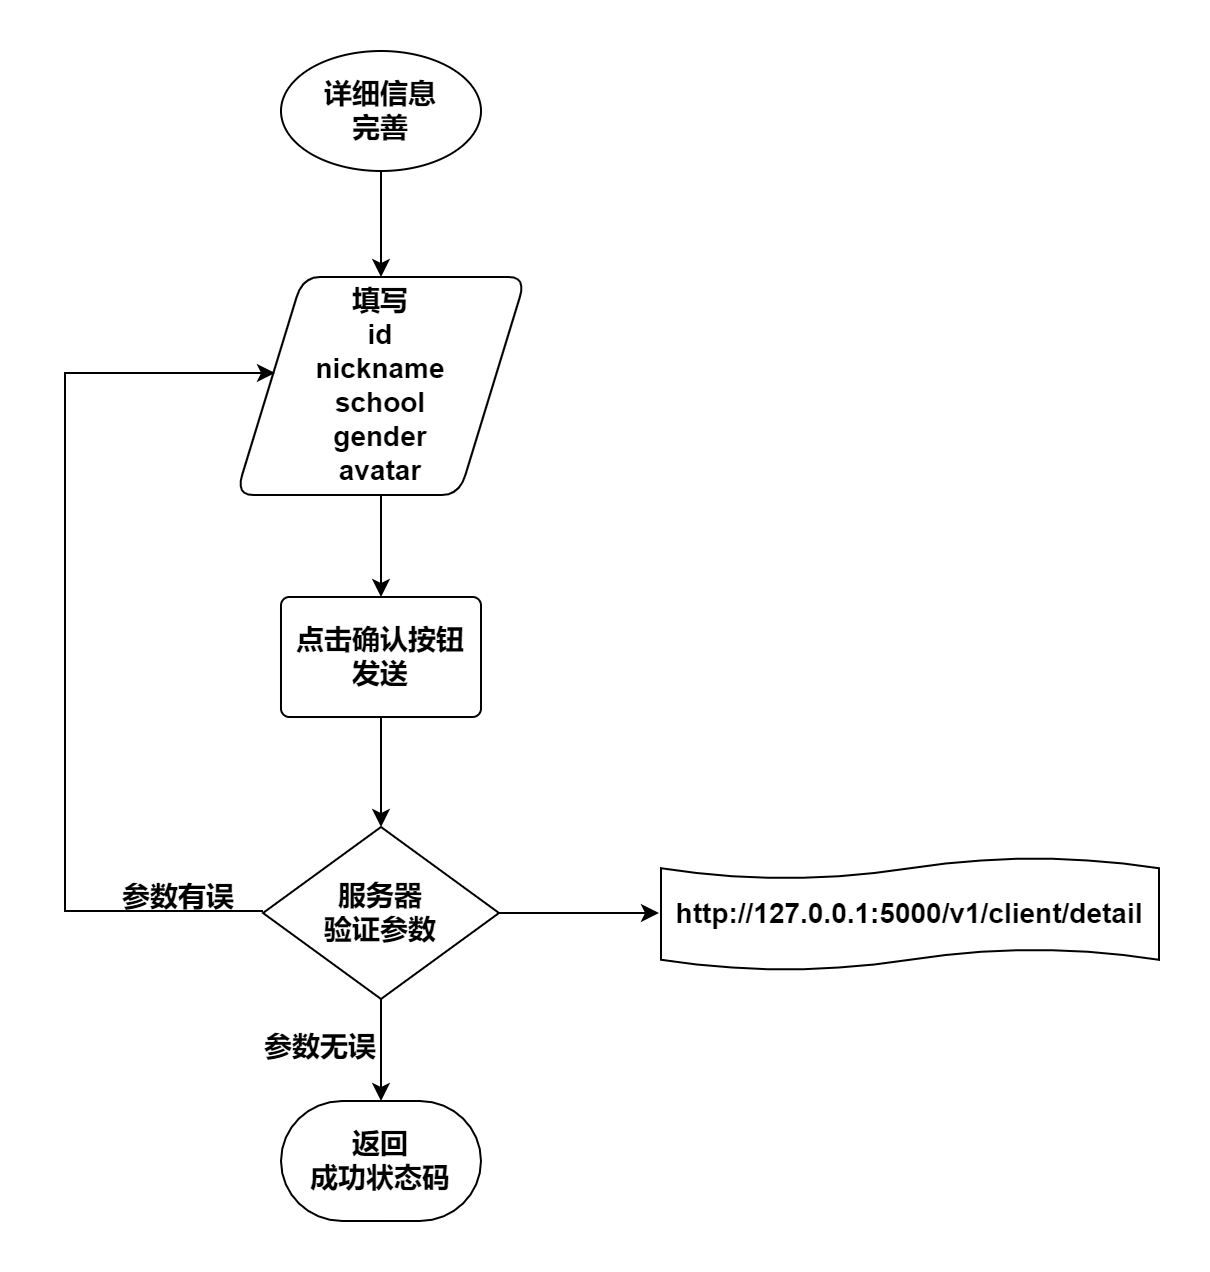 详细信息
完善
填写
id
nickname
school
gender
avatar
点击确认按钮
发送
参数有误
服务器
验证参数
http://127.0.0.1:5000/v1/client/detail
参数无误
返回
成功状态码